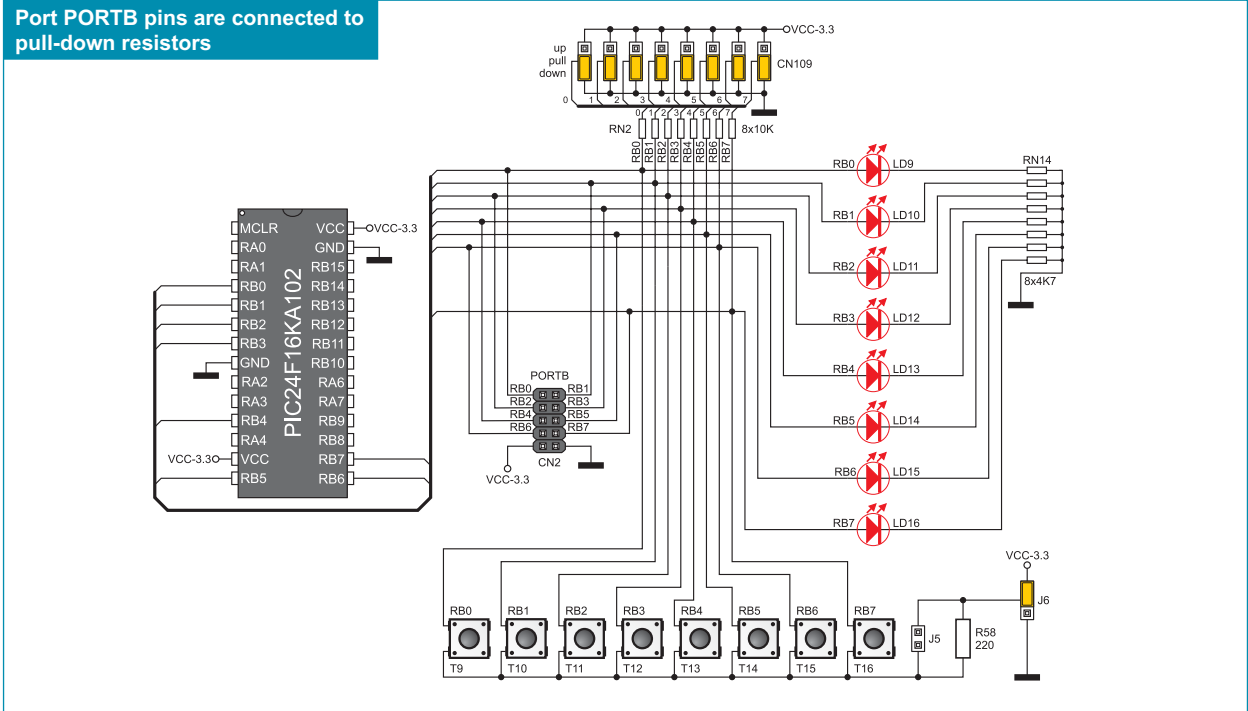 Port PORTB pins are connected to
pull-down resistors
VCC-3.3
up
pull
down
CN109
0 1 2 3 4 5 6 7
0 1 2 3 4 5 6 7
RN2
8x10K
RB0 RB1 RB2 RB3 RB4 RB5 RB6 RB7
RB0 LD9
RN14
RB1 LD10
RB2 LD11
8x4K7
RB3 LD12
RB4 LD13
RB5 LD14
RB6 LD15
RB7 LD16
PIC24F16KA102
MCLR VCC VCC-3.3
RA0 GND
RA1 RB15
RB0 RB14
RB1 RB13
RB2 RB12
RB3 RB11
GND RB10
RA2 RA6
RA3 RA7
RB4 RB9
RA4 RB8
VCC-3.3 VCC RB7
RB5 RB6
PORTB
RB0 RB1
RB2 RB3
RB4 RB5
RB6 RB7
CN2
VCC-3.3
VCC-3.3
J6
RB0 RB1 RB2 RB3 RB4 RB5 RB6 RB7
J5
R58
220
T9 T10 T11 T12 T13 T14 T15 T16